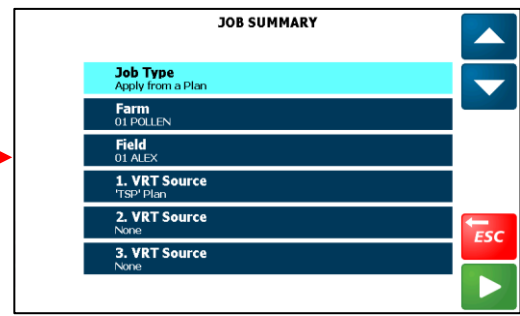 JOB SUMMARY
Job Type
Apply from a Plan
Farm
01 POLLEN
Field
01 ALEX
1. VRT Source
'TSP' Plan
2. VRT Source
None
3. VRT Source
None
ESC